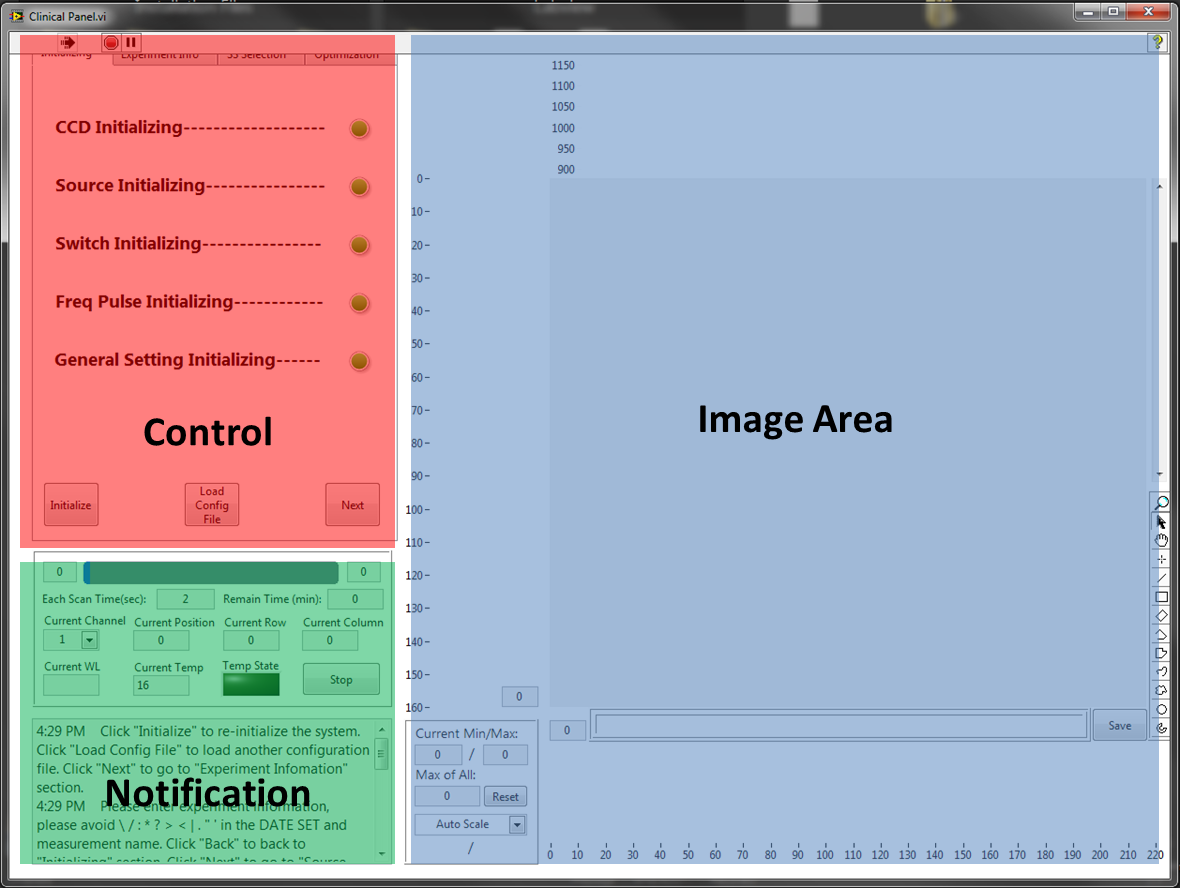 Clinical Panel.vi
Initializing Experiment Info SS Selection Optimization
CCD Initializing-------------------
Source Initializing----------------
Switch Initializing----------------
Freq Pulse Initializing------------
General Setting Initializing------
Control
Initialize
Load
Config
File
Next
0
0
Each Scan Time(sec): 2 Remain Time (min): 0
Current Channel Current Position Current Row Current Column
1 0 0 0
Current WL Current Temp Temp State
16
Stop
4:29 PM Click "Initialize" to re-initialize the system.
Click "Load Config File" to load another configuration
file. Click "Next" to go to "Experiment Infomation"
section.
Notification
4:29 PM Please enter experiment information,
please avoid \ / : * ? > < | . " ' in the DATE SET and
measurement name. Click "Back" to back to
"Initializing" section. Click "Next" to go to "Source
?
1150
1100
1050
1000
950
900
0
10
20
30
40
50
60
70
80
90
100
110
120
130
140
150
160
Image Area
0
0
Save
Current Min/Max:
0 / 0
Max of All:
0 Reset
Auto Scale
/
0 10 20 30 40 50 60 70 80 90 100 110 120 130 140 150 160 170 180 190 200 210 220